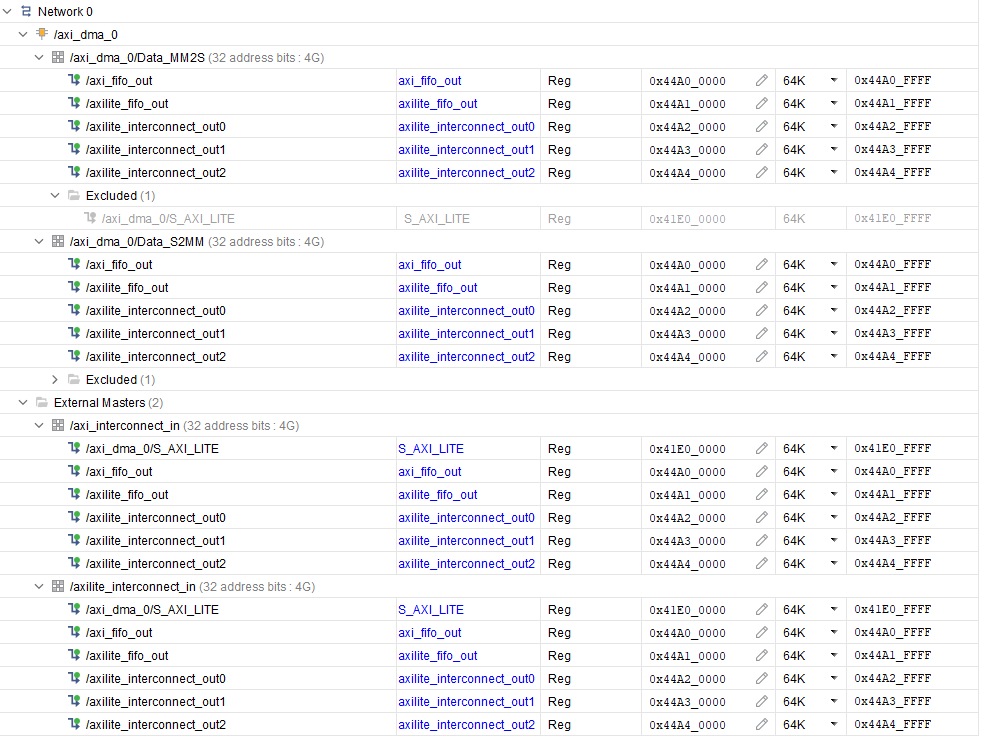 Network 0
/axi_dma_0
/axi_dma_0/Data_MM2S (32 address bits : 4G)
/axi_fifo_out axi_fifo_out Reg 0x44A0_0000 64K 0x44A0_FFFF
/axilite_fifo_out axilite_fifo_out Reg 0x44A1_0000 64K 0x44A1_FFFF
/axilite_interconnect_out0 axilite_interconnect_out0 Reg 0x44A2_0000 64K 0x44A2_FFFF
/axilite_interconnect_out1 axilite_interconnect_out1 Reg 0x44A3_0000 64K 0x44A3_FFFF
/axilite_interconnect_out2 axilite_interconnect_out2 Reg 0x44A4_0000 64K 0x44A4_FFFF
Excluded (1)
/axi_dma_0/S_AXI_LITE S_AXI_LITE Reg 0x41E0_0000 64K 0x41E0_FFFF
/axi_dma_0/Data_S2MM (32 address bits : 4G)
/axi_fifo_out axi_fifo_out Reg 0x44A0_0000 64K 0x44A0_FFFF
/axilite_fifo_out axilite_fifo_out Reg 0x44A1_0000 64K 0x44A1_FFFF
/axilite_interconnect_out0 axilite_interconnect_out0 Reg 0x44A2_0000 64K 0x44A2_FFFF
/axilite_interconnect_out1 axilite_interconnect_out1 Reg 0x44A3_0000 64K 0x44A3_FFFF
/axilite_interconnect_out2 axilite_interconnect_out2 Reg 0x44A4_0000 64K 0x44A4_FFFF
Excluded (1)
External Masters (2)
/axi_interconnect_in (32 address bits : 4G)
/axi_dma_0/S_AXI_LITE S_AXI_LITE Reg 0x41E0_0000 64K 0x41E0_FFFF
/axi_fifo_out axi_fifo_out Reg 0x44A0_0000 64K 0x44A0_FFFF
/axilite_fifo_out axilite_fifo_out Reg 0x44A1_0000 64K 0x44A1_FFFF
/axilite_interconnect_out0 axilite_interconnect_out0 Reg 0x44A2_0000 64K 0x44A2_FFFF
/axilite_interconnect_out1 axilite_interconnect_out1 Reg 0x44A3_0000 64K 0x44A3_FFFF
/axilite_interconnect_out2 axilite_interconnect_out2 Reg 0x44A4_0000 64K 0x44A4_FFFF
/axilite_interconnect_in (32 address bits : 4G)
/axi_dma_0/S_AXI_LITE S_AXI_LITE Reg 0x41E0_0000 64K 0x41E0_FFFF
/axi_fifo_out axi_fifo_out Reg 0x44A0_0000 64K 0x44A0_FFFF
/axilite_fifo_out axilite_fifo_out Reg 0x44A1_0000 64K 0x44A1_FFFF
/axilite_interconnect_out0 axilite_interconnect_out0 Reg 0x44A2_0000 64K 0x44A2_FFFF
/axilite_interconnect_out1 axilite_interconnect_out1 Reg 0x44A3_0000 64K 0x44A3_FFFF
/axilite_interconnect_out2 axilite_interconnect_out2 Reg 0x44A4_0000 64K 0x44A4_FFFF